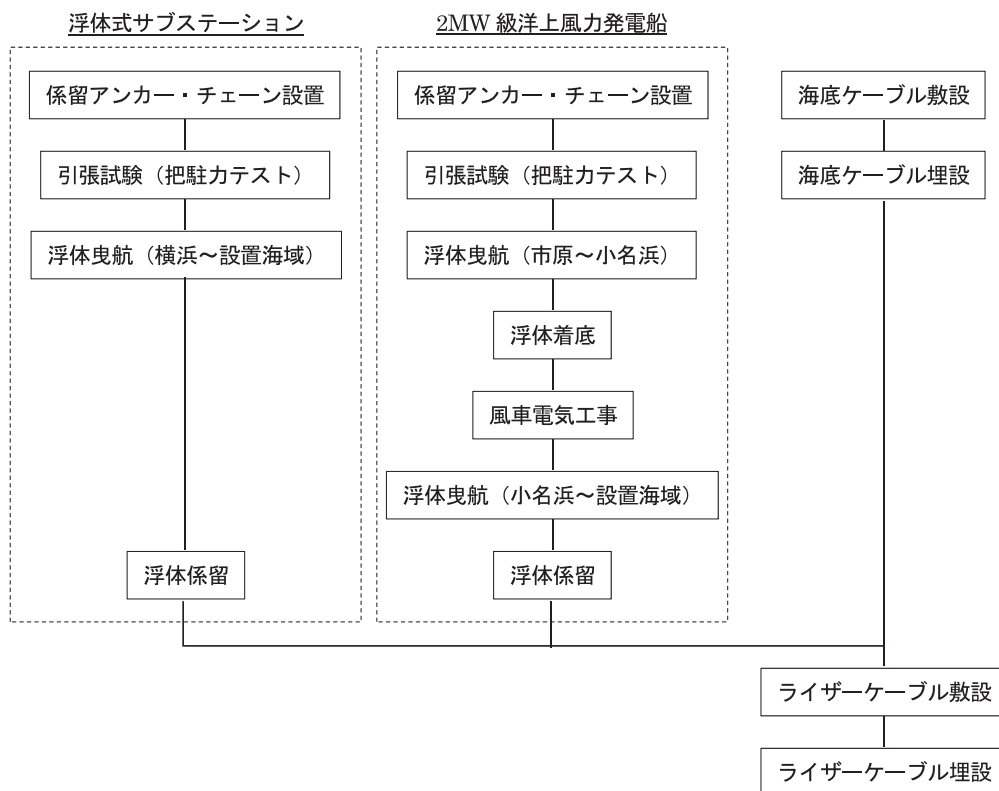 浮体式サブステーション
係留アンカー・チェーン設置
引張試験（把駐力テスト）
浮体曳航（横浜～設置海域）
浮体係留
2MW 級洋上風力発電船
係留アンカー・チェーン設置
引張試験（把駐力テスト）
浮体曳航（市原～小名浜）
浮体着底
風車電気工事
浮体曳航（小名浜～設置海域）
浮体係留
海底ケーブル敷設
海底ケーブル埋設
ライザーケーブル敷設
ライザーケーブル埋設